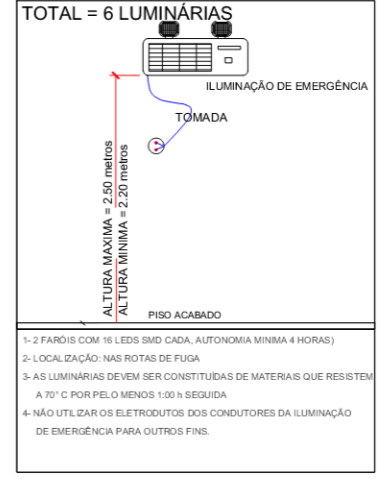 TOTAL = 6 LUMINÁRIAS
ILUMINAÇÃO DE EMERGÊNCIA
TOMADA
ALTURA MAXIMA = 2.50 metros
ALTURA MINIMA = 2.20 metros
PISO ACABADO
1- 2 FARÓIS COM 16 LEDS SMD CADA, AUTONOMIA MINIMA 4 HORAS)
2- LOCALIZAÇÃO: NAS ROTAS DE FUGA
3- AS LUMINÁRIAS DEVEM SER CONSTITUÍDAS DE MATERIAIS QUE RESISTEM
A 70° C POR PELO MENOS 1:00 h SEGUIDA
4- NÃO UTILIZAR OS ELETRODUTOS DOS CONDUTORES DA ILUMINAÇÃO
DE EMERGÊNCIA PARA OUTROS FINS.